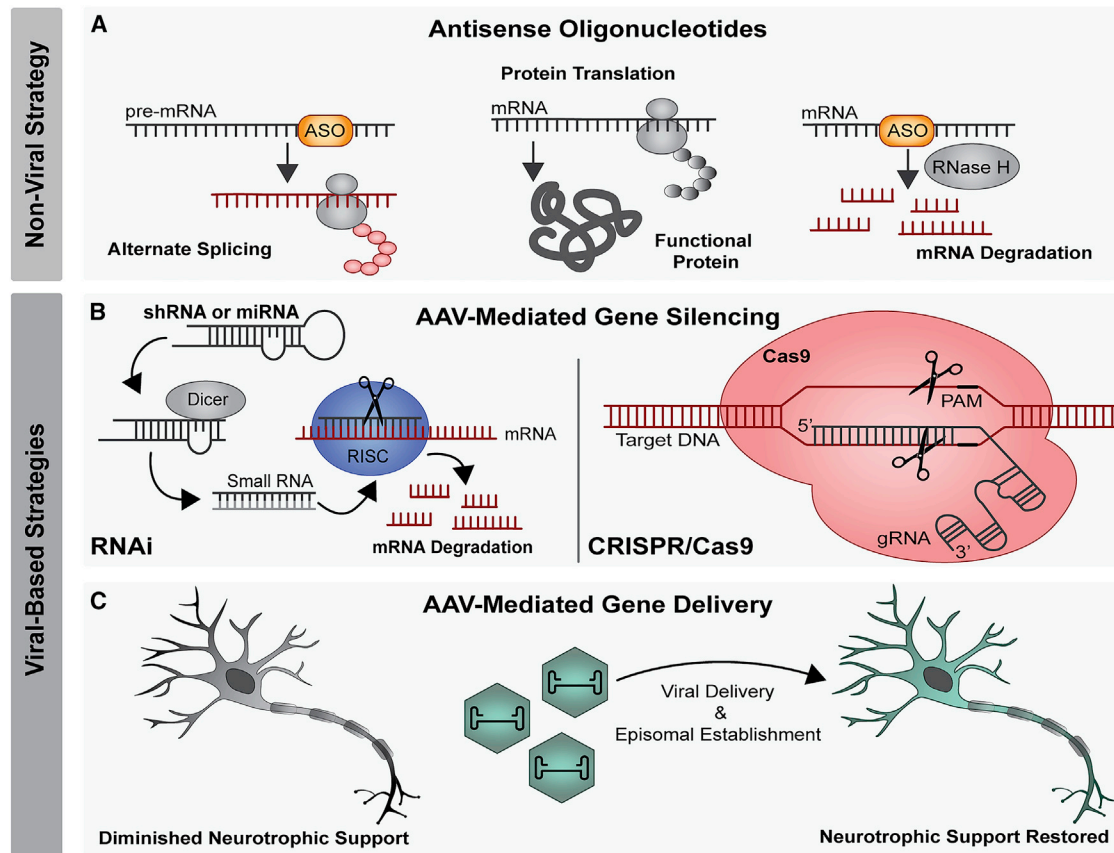 Non-Viral Strategy
A
Antisense Oligonucleotides
pre-mRNA
ASO
Alternate Splicing
Protein Translation
mRNA
Functional
Protein
mRNA
ASO
RNase H
mRNA Degradation
Viral-Based Strategies
B
AAV-Mediated Gene Silencing
shRNA or miRNA
Dicer
Small RNA
RISC
mRNA
mRNA Degradation
RNAi
Cas9
PAM
Target DNA
5’
gRNA
3’
CRISPR/Cas9
C
AAV-Mediated Gene Delivery
Viral Delivery
&
Episomal Establishment
Diminished Neurotrophic Support
Neurotrophic Support Restored